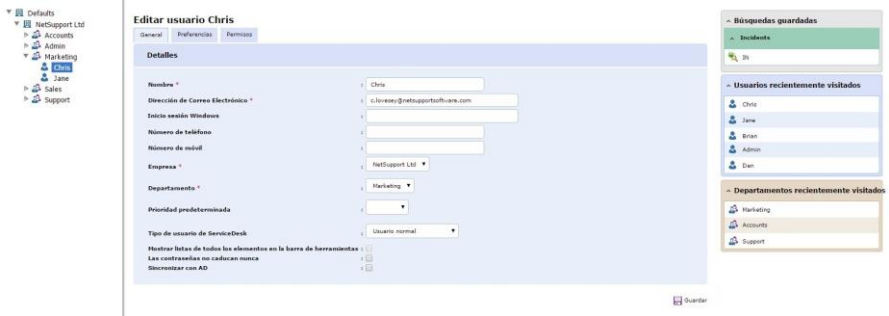 Defaults
NetSupport Ltd
Accounts
Admin
Marketing
Chris
Jane
Sales
Support
Editar usuario Chris
General Preferencias Permisos
Detalles
Nombre * : Chris
Dirección de Correo Electrónico * : c.lovesey@netsupportsoftware.com
Inicio sesión Windows :
Número de teléfono :
Número de móvil :
Empresa * : NetSupport Ltd
Departamento * : Marketing
Prioridad predeterminada :
Tipo de usuario de ServiceDesk : Usuario normal
Mostrar listas de todos los elementos en la barra de herramientas :
Las contraseñas no caducan nunca :
Sincronizar con AD :
Guardar
Búsquedas guardadas
Incidents
IN
Usuarios recientemente visitados
Chris
Jane
Brian
Admin
Dan
Departamentos recientemente visitados
Marketing
Accounts
Support